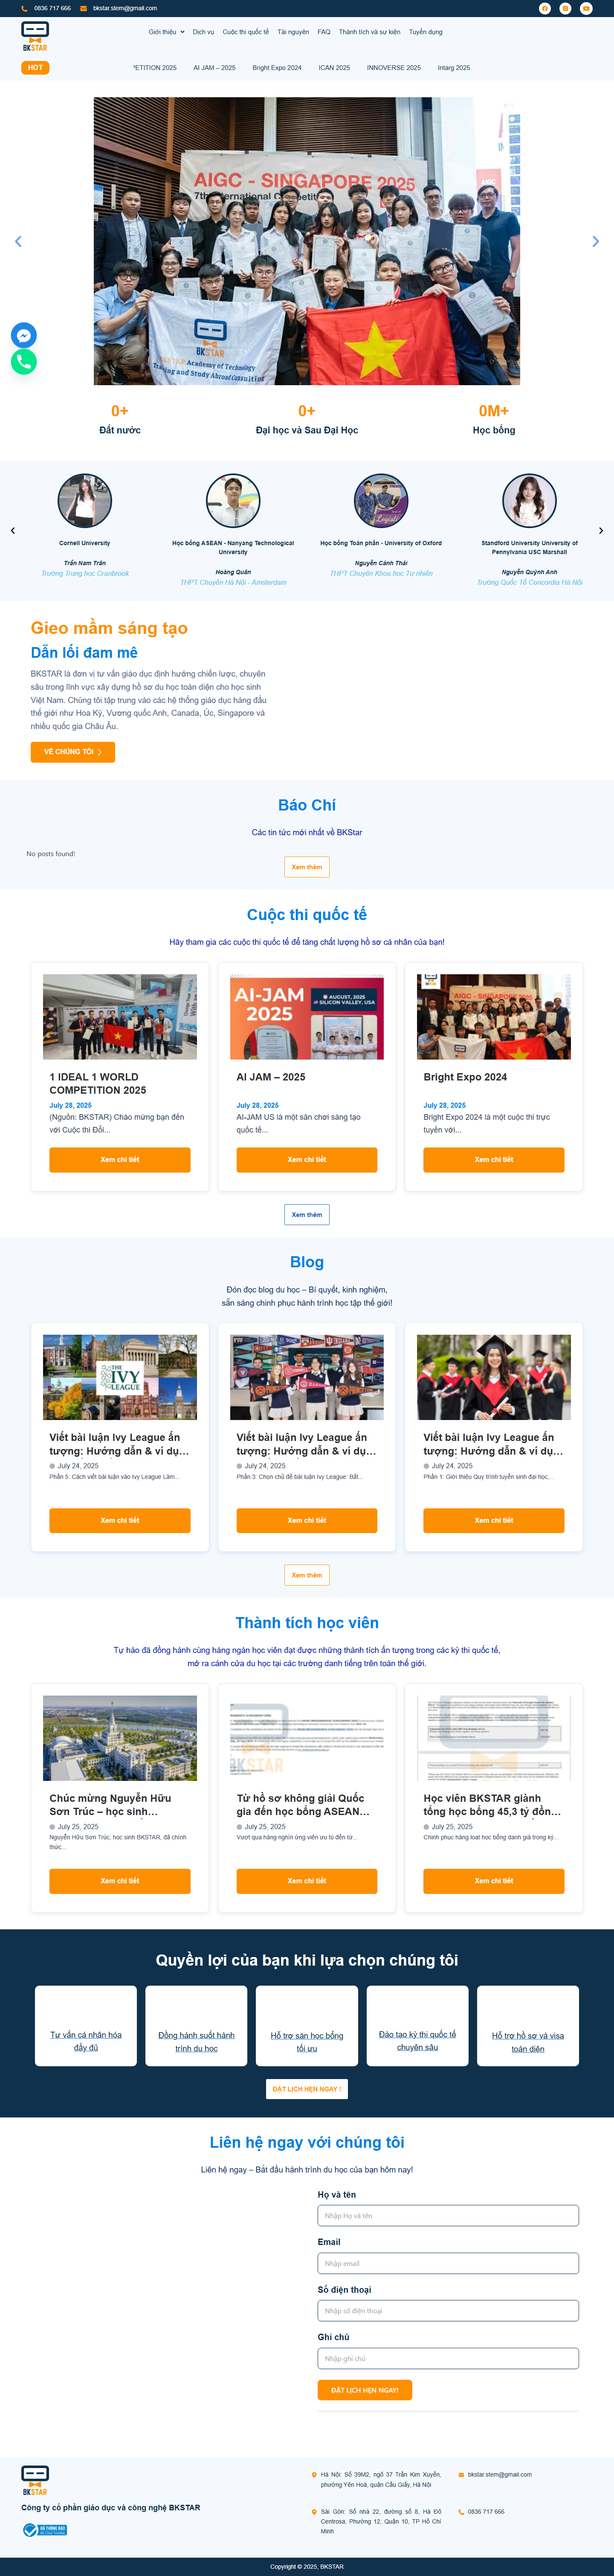 0836 717 666
bkstar.stem@gmail.com
BKSTAR
Giới thiệu
Dịch vụ
Cuộc thi quốc tế
Tài nguyên
FAQ
Thành tích và sự kiện
Tuyển dụng
HOT
ETITION 2025
AI JAM – 2025
Bright Expo 2024
ICAN 2025
INNOVERSE 2025
Intarg 2025
AIGC - SINGAPORE 2025
7th International Competit
BKSTAR
Academy of Technology
Training and Study Abroad Consulting
0+
Đất nước
0+
Đại học và Sau Đại Học
0M+
Học bổng
Cornell University
Trần Nam Trân
Trường Trung học Cranbrook
Học bổng ASEAN - Nanyang Technological
University
Hoàng Quân
THPT Chuyên Hà Nội - Amsterdam
Học bổng Toàn phần - University of Oxford
Nguyễn Cảnh Thái
THPT Chuyên Khoa học Tự nhiên
Standford University University of
Pennylvania USC Marshall
Nguyễn Quỳnh Anh
Trường Quốc Tế Concordia Hà Nội
Gieo mầm sáng tạo
Dẫn lối đam mê
BKSTAR là đơn vị tư vấn giáo dục định hướng chiến lược, chuyên
sâu trong lĩnh vực xây dựng hồ sơ du học toàn diện cho học sinh
Việt Nam. Chúng tôi tập trung vào các hệ thống giáo dục hàng đầu
thế giới như Hoa Kỳ, Vương quốc Anh, Canada, Úc, Singapore và
nhiều quốc gia Châu Âu.
VỀ CHÚNG TÔI
Báo Chí
Các tin tức mới nhất về BKStar
No posts found!
Xem thêm
Cuộc thi quốc tế
Hãy tham gia các cuộc thi quốc tế để tăng chất lượng hồ sơ cá nhân của bạn!
AI-JAM
2025
AUGUST, 2025
SILICON VALLEY, USA
AIGC - SINGAPORE 2025
1 IDEAL 1 WORLD
COMPETITION 2025
July 28, 2025
(Nguồn: BKSTAR) Chào mừng bạn đến
với Cuộc thi Đổi...
Xem chi tiết
AI JAM – 2025
July 28, 2025
AI-JAM US là một sân chơi sáng tạo
quốc tế...
Xem chi tiết
Bright Expo 2024
July 28, 2025
Bright Expo 2024 là một cuộc thi trực
tuyến với...
Xem chi tiết
Xem thêm
Blog
Đón đọc blog du học – Bí quyết, kinh nghiệm,
sẵn sàng chinh phục hành trình học tập thế giới!
THE
IVY
LEAGUE
Viết bài luận Ivy League ấn
tượng: Hướng dẫn & ví dụ...
July 24, 2025
Phần 5: Cách viết bài luận vào Ivy League Làm...
Xem chi tiết
Viết bài luận Ivy League ấn
tượng: Hướng dẫn & ví dụ...
July 24, 2025
Phần 3: Chọn chủ đề bài luận Ivy League: Bắt...
Xem chi tiết
Viết bài luận Ivy League ấn
tượng: Hướng dẫn & ví dụ...
July 24, 2025
Phần 1: Giới thiệu Quy trình tuyển sinh đại học,...
Xem chi tiết
Xem thêm
Thành tích học viên
Tự hào đã đồng hành cùng hàng ngàn học viên đạt được những thành tích ấn tượng trong các kỳ thi quốc tế,
mở ra cánh cửa du học tại các trường danh tiếng trên toàn thế giới.
Chúc mừng Nguyễn Hữu
Sơn Trúc – học sinh...
July 25, 2025
Nguyễn Hữu Sơn Trúc, học sinh BKSTAR, đã chính
thức...
Xem chi tiết
Từ hồ sơ không giải Quốc
gia đến học bổng ASEAN...
July 25, 2025
Vượt qua hàng nghìn ứng viên ưu tú đến từ...
Xem chi tiết
Học viên BKSTAR giành
tổng học bổng 45,3 tỷ đồn...
July 25, 2025
Chinh phục hàng loạt học bổng danh giá trong kỳ...
Xem chi tiết
Quyền lợi của bạn khi lựa chọn chúng tôi
Tư vấn cá nhân hóa
đầy đủ
Đồng hành suốt hành
trình du học
Hỗ trợ săn học bổng
tối ưu
Đào tạo kỳ thi quốc tế
chuyên sâu
Hỗ trợ hồ sơ và visa
toàn diện
ĐẶT LỊCH HẸN NGAY !
Liên hệ ngay với chúng tôi
Liên hệ ngay – Bắt đầu hành trình du học của bạn hôm nay!
Họ và tên
Nhập Họ và tên
Email
Nhập email
Số điện thoại
Nhập số điện thoại
Ghi chú
Nhập ghi chú
ĐẶT LỊCH HẸN NGAY!
BKSTAR
Công ty cổ phần giáo dục và công nghệ BKSTAR
ĐÃ THÔNG BÁO
Hà Nội: Số 39M2, ngõ 37 Trần Kim Xuyến,
phường Yên Hoà, quận Cầu Giấy, Hà Nội
Sài Gòn: Số nhà 22, đường số 8, Hà Đô
Centrosa, Phường 12, Quận 10, TP Hồ Chí
Minh
bkstar.stem@gmail.com
0836 717 666
Copyright © 2025, BKSTAR